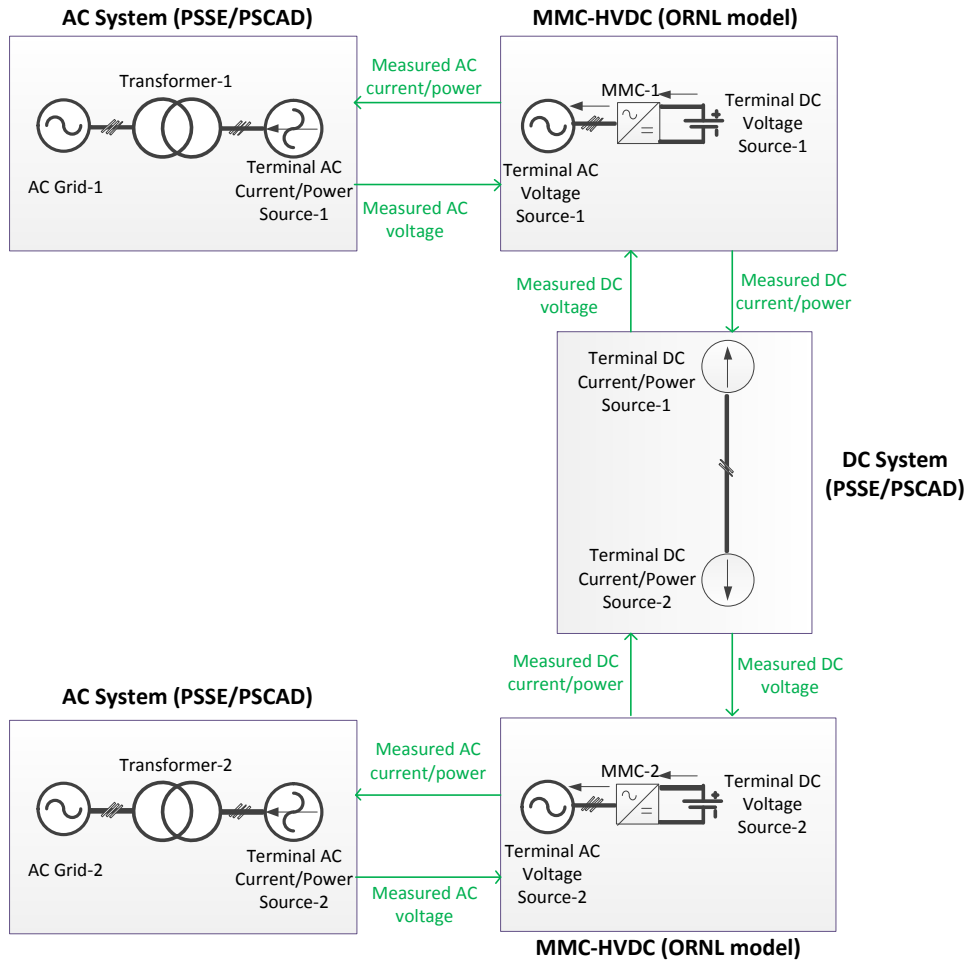 AC System (PSSE/PSCAD)
Transformer-1
AC Grid-1
Terminal AC
Current/Power
Source-1
Measured AC
current/power
Measured AC
voltage
MMC-HVDC (ORNL model)
MMC-1
Terminal DC
Voltage
Source-1
Terminal AC
Voltage
Source-1
Measured DC
voltage
Measured DC
current/power
Terminal DC
Current/Power
Source-1
DC System
(PSSE/PSCAD)
Terminal DC
Current/Power
Source-2
Measured DC
current/power
Measured DC
voltage
AC System (PSSE/PSCAD)
Transformer-2
AC Grid-2
Terminal AC
Current/Power
Source-2
Measured AC
current/power
Measured AC
voltage
MMC-2
Terminal DC
Voltage
Source-2
Terminal AC
Voltage
Source-2
MMC-HVDC (ORNL model)